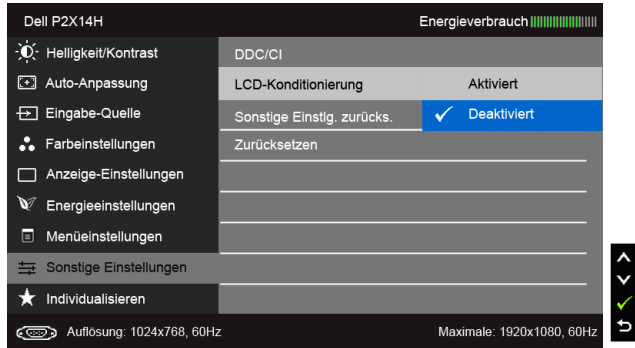 Dell P2X14H Energieverbrauch
Helligkeit/Kontrast DDC/CI
Auto-Anpassung LCD-Konditionierung Aktiviert
Eingabe-Quelle Sonstige Einstlg. zurücks. Deaktiviert
Farbeinstellungen Zurücksetzen
Anzeige-Einstellungen
Energieeinstellungen
Menüeinstellungen
Sonstige Einstellungen
Individualisieren
Auflösung: 1024x768, 60Hz Maximale: 1920x1080, 60Hz